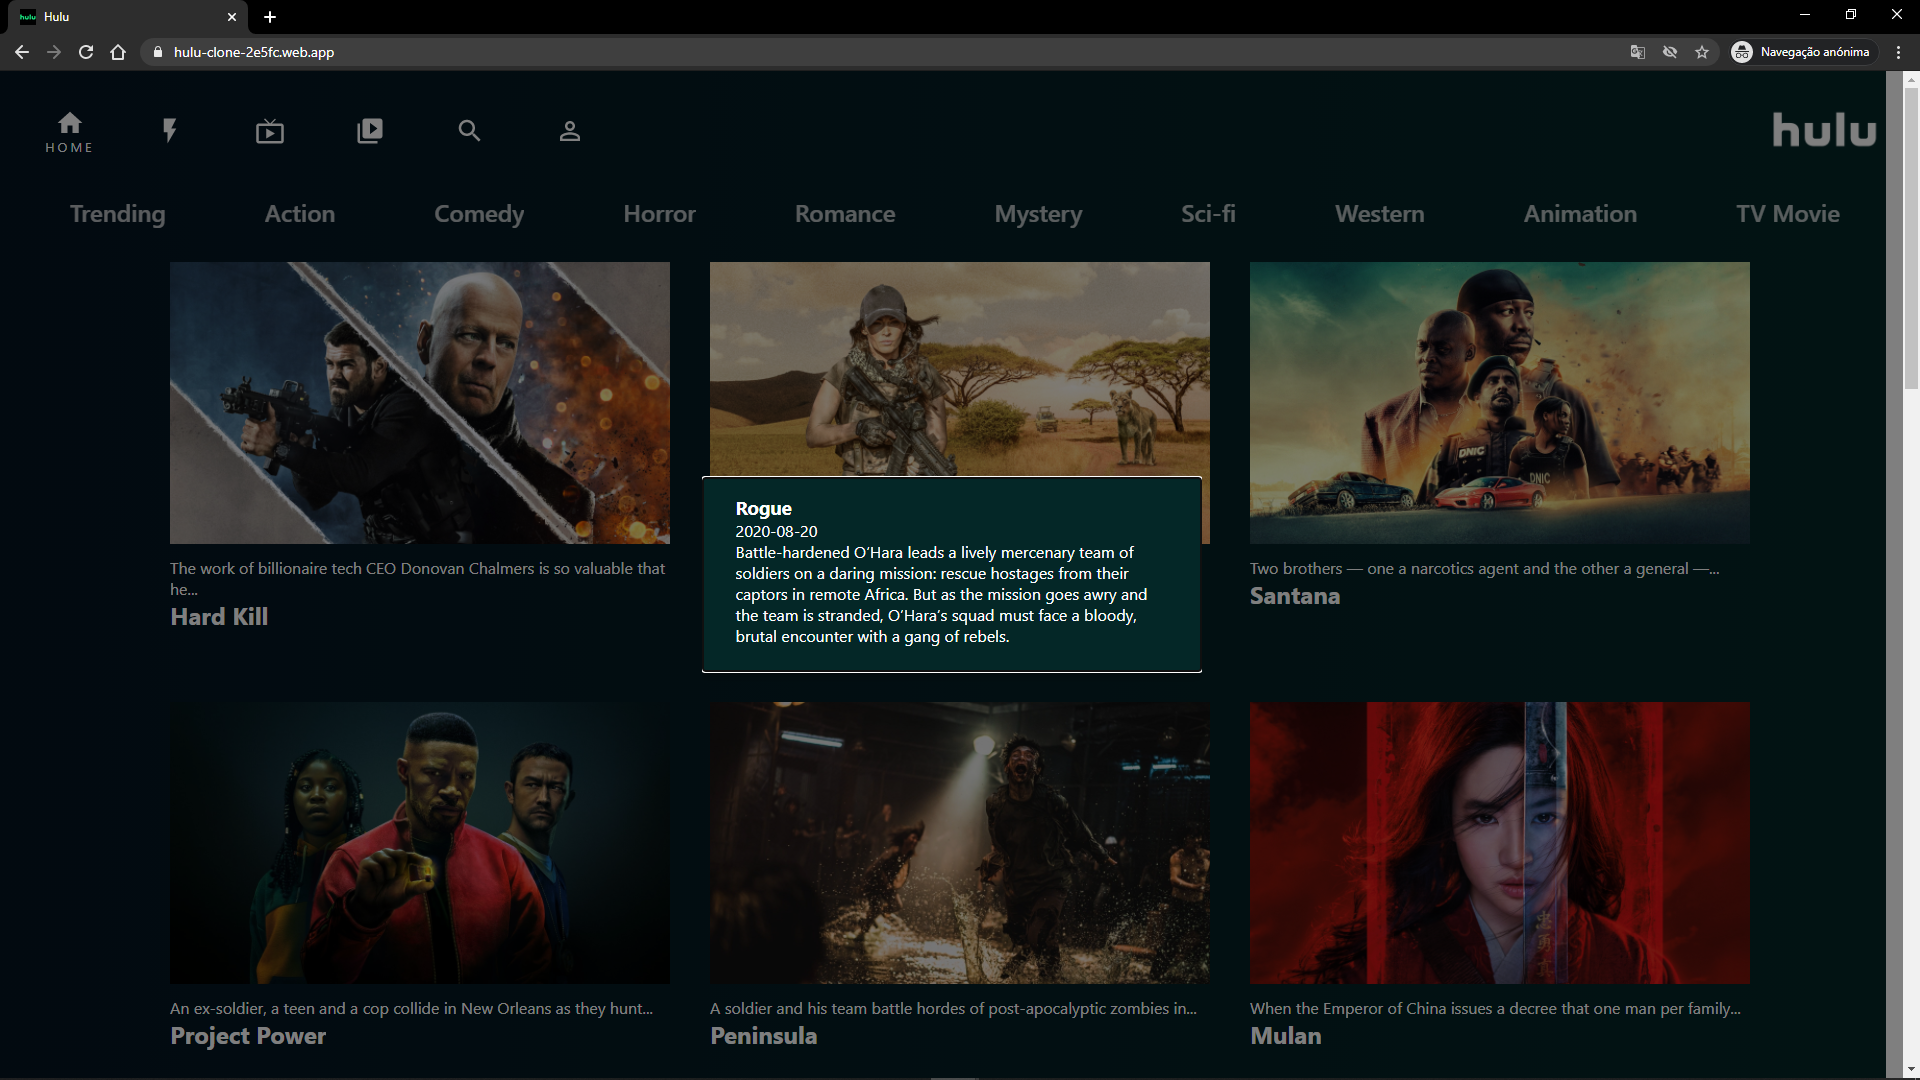 hulu Hulu
hulu-clone-2e5fc.web.app
Navegação anónima
HOME
hulu
Trending Action Comedy Horror Romance Mystery Sci-fi Western Animation TV Movie
DNIC
DNIC
The work of billionaire tech CEO Donovan Chalmers is so valuable that
he...
Hard Kill
Rogue
2020-08-20
Battle-hardened O’Hara leads a lively mercenary team of
soldiers on a daring mission: rescue hostages from their
captors in remote Africa. But as the mission goes awry and
the team is stranded, O’Hara’s squad must face a bloody,
brutal encounter with a gang of rebels.
Two brothers — one a narcotics agent and the other a general —...
Santana
忠勇
An ex-soldier, a teen and a cop collide in New Orleans as they hunt...
Project Power
A soldier and his team battle hordes of post-apocalyptic zombies in...
Peninsula
When the Emperor of China issues a decree that one man per family...
Mulan